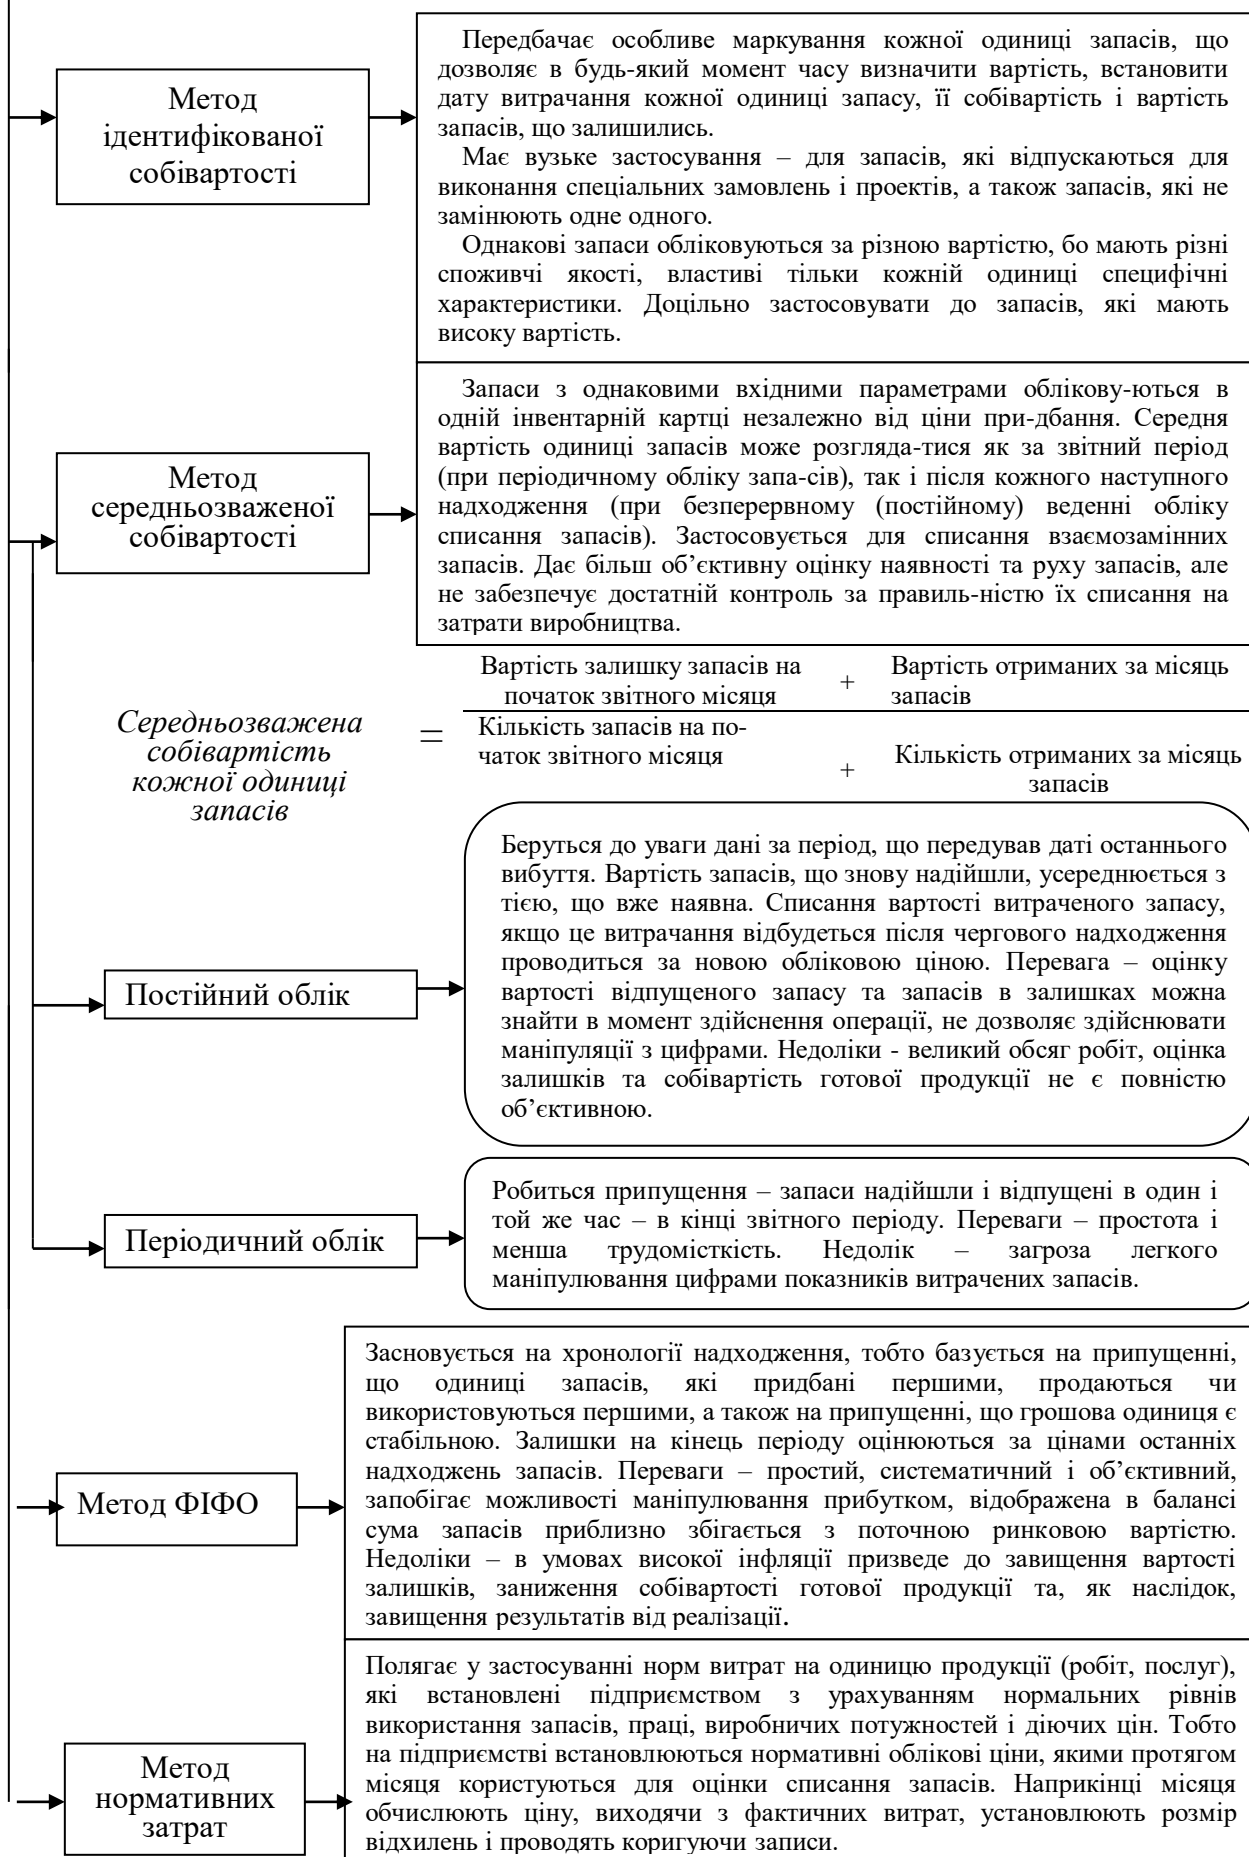 Метод
ідентифікованої
собівартості
Передбачає особливе маркування кожної одиниці запасів, що
дозволяє в будь-який момент часу визначити вартість, встановити
дату витрачання кожної одиниці запасу, її собівартість і вартість
запасів, що залишились.
Має вузьке застосування – для запасів, які відпускаються для
виконання спеціальних замовлень і проектів, а також запасів, які не
замінюють одне одного.
Однакові запаси обліковуються за різною вартістю, бо мають різні
споживчі якості, властиві тільки кожній одиниці специфічні
характеристики. Доцільно застосовувати до запасів, які мають
високу вартість.
Метод
середньозваженої
собівартості
Запаси з однаковими вхідними параметрами облікову-ються в
одній інвентарній картці незалежно від ціни при-дбання. Середня
вартість одиниці запасів може розгляда-тися як за звітний період
(при періодичному обліку запа-сів), так і після кожного наступного
надходження (при безперервному (постійному) веденні обліку
списання запасів). Застосовується для списання взаємозамінних
запасів. Дає більш об’єктивну оцінку наявності та руху запасів, але
не забезпечує достатній контроль за правиль-ністю їх списання на
затрати виробництва.
Середньозважена
собівартість
кожної одиниці
запасів
=
Вартість залишку запасів на
початок звітного місяця
+
Вартість отриманих за місяць
запасів
Кількість запасів на по-
чаток звітного місяця
+
Кількість отриманих за місяць
запасів
Постійний облік
Беруться до уваги дані за період, що передував даті останнього
вибуття. Вартість запасів, що знову надійшли, усереднюється з
тією, що вже наявна. Списання вартості витраченого запасу,
якщо це витрачання відбудеться після чергового надходження
проводиться за новою обліковою ціною. Перевага – оцінку
вартості відпущеного запасу та запасів в залишках можна
знайти в момент здійснення операції, не дозволяє здійснювати
маніпуляції з цифрами. Недоліки - великий обсяг робіт, оцінка
залишків та собівартість готової продукції не є повністю
об’єктивною.
Періодичний облік
Робиться припущення – запаси надійшли і відпущені в один і
той же час – в кінці звітного періоду. Переваги – простота і
менша трудомісткість. Недолік – загроза легкого
маніпулювання цифрами показників витрачених запасів.
Метод ФІФО
Засновується на хронології надходження, тобто базується на припущенні,
що одиниці запасів, які придбані першими, продаються чи
використовуються першими, а також на припущенні, що грошова одиниця є
стабільною. Залишки на кінець періоду оцінюються за цінами останніх
надходжень запасів. Переваги – простий, систематичний і об’єктивний,
запобігає можливості маніпулювання прибутком, відображена в балансі
сума запасів приблизно збігається з поточною ринковою вартістю.
Недоліки – в умовах високої інфляції призведе до завищення вартості
залишків, заниження собівартості готової продукції та, як наслідок,
завищення результатів від реалізації.
Метод
нормативних
затрат
Полягає у застосуванні норм витрат на одиницю продукції (робіт, послуг),
які встановлені підприємством з урахуванням нормальних рівнів
використання запасів, праці, виробничих потужностей і діючих цін. Тобто
на підприємстві встановлюються нормативні облікові ціни, якими протягом
місяця користуються для оцінки списання запасів. Наприкінці місяця
обчислюють ціну, виходячи з фактичних витрат, установлюють розмір
відхилень і проводять коригуючи записи.